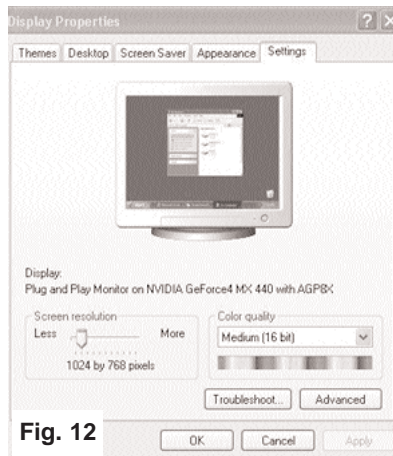 Display Properties
Themes Desktop Screen Saver Appearance Settings
Display:
Plug and Play Monitor on NVIDIA GeForce4 MX 440 with AGP8X
Screen resolution
Less More
1024 by 768 pixels
Color quality
Medium (16 bit)
Troubleshoot... Advanced
OK Cancel Apply
Fig. 12